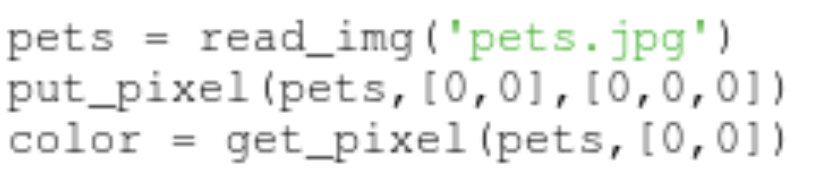 pets = read_img('pets.jpg')
put_pixel(pets,[0,0],[0,0,0])
color = get_pixel(pets,[0,0])